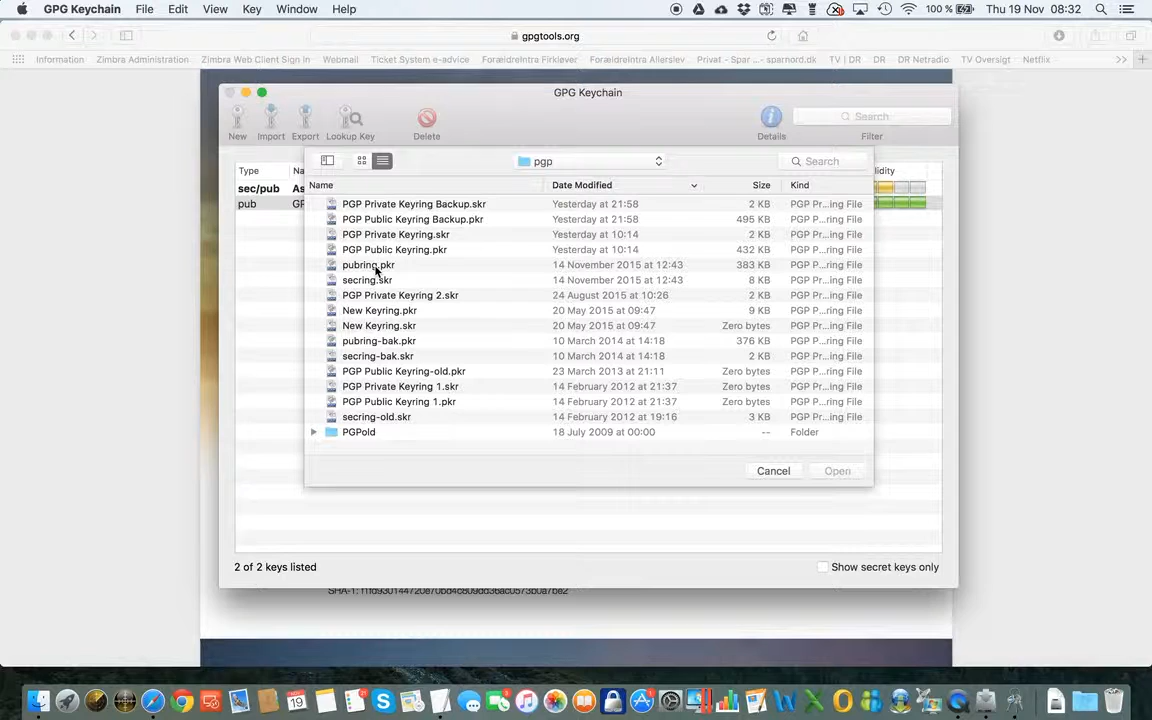 GPG Keychain File Edit View Key Window Help 100 % Thu 19 Nov 08:32
gpgtools.org
Information Zimbra Administration Zimbra Web Client Sign In Webmail Ticket System e-advice ForældreIntra Firkløver ForældreIntra Allerslev Privat - Spar ...- sparnord.dk TV | DR DR DR Netradio TV Oversigt Netflix >> +
GPG Keychain
New Import Export Lookup Key Delete Details Search
Filter
pgp Search
Type Na lidity
Name Date Modified Size Kind
sec/pub As
pub GP
PGP Private Keyring Backup.skr Yesterday at 21:58 2 KB PGP Pr...ing File
PGP Public Keyring Backup.pkr Yesterday at 21:58 495 KB PGP P...ing File
PGP Private Keyring.skr Yesterday at 10:14 2 KB PGP Pr...ing File
PGP Public Keyring.pkr Yesterday at 10:14 432 KB PGP P...ing File
pubring.pkr 14 November 2015 at 12:43 383 KB PGP P...ing File
secring.skr 14 November 2015 at 12:43 8 KB PGP Pr...ing File
PGP Private Keyring 2.skr 24 August 2015 at 10:26 2 KB PGP Pr...ing File
New Keyring.pkr 20 May 2015 at 09:47 9 KB PGP P...ing File
New Keyring.skr 20 May 2015 at 09:47 Zero bytes PGP Pr...ing File
pubring-bak.pkr 10 March 2014 at 14:18 376 KB PGP P...ing File
secring-bak.skr 10 March 2014 at 14:18 2 KB PGP Pr...ing File
PGP Public Keyring-old.pkr 23 March 2013 at 21:11 Zero bytes PGP P...ing File
PGP Private Keyring 1.skr 14 February 2012 at 21:37 Zero bytes PGP Pr...ing File
PGP Public Keyring 1.pkr 14 February 2012 at 21:37 Zero bytes PGP P...ing File
secring-old.skr 14 February 2012 at 19:16 3 KB PGP Pr...ing File
PGPold 18 July 2009 at 00:00 -- Folder
Cancel Open
2 of 2 keys listed Show secret keys only